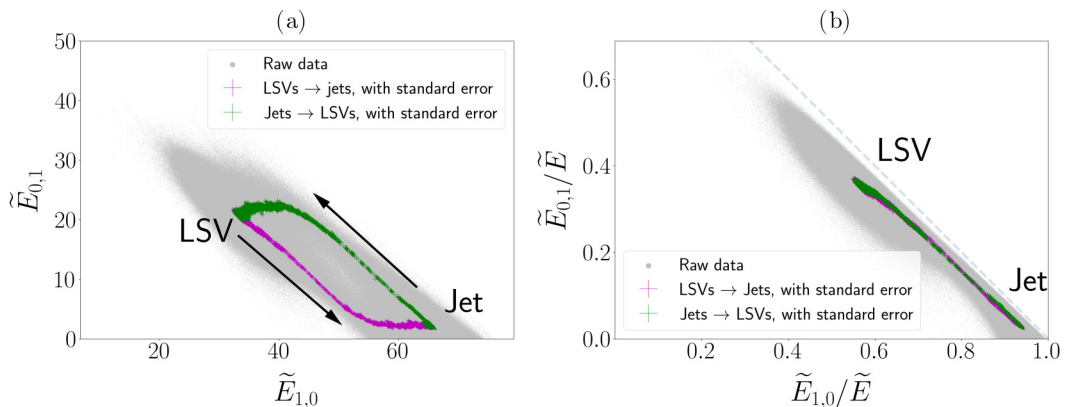 (a)
50
40
30
20
10
0
Ẽ0,1
Raw data
LSVs → jets, with standard error
Jets → LSVs, with standard error
LSV
Jet
20 40 60
Ẽ1,0
(b)
0.6
0.4
0.2
0.0
Ẽ0,1/Ẽ
LSV
Jet
Raw data
LSVs → Jets, with standard error
Jets → LSVs, with standard error
0.2 0.4 0.6 0.8 1.0
Ẽ1,0/Ẽ